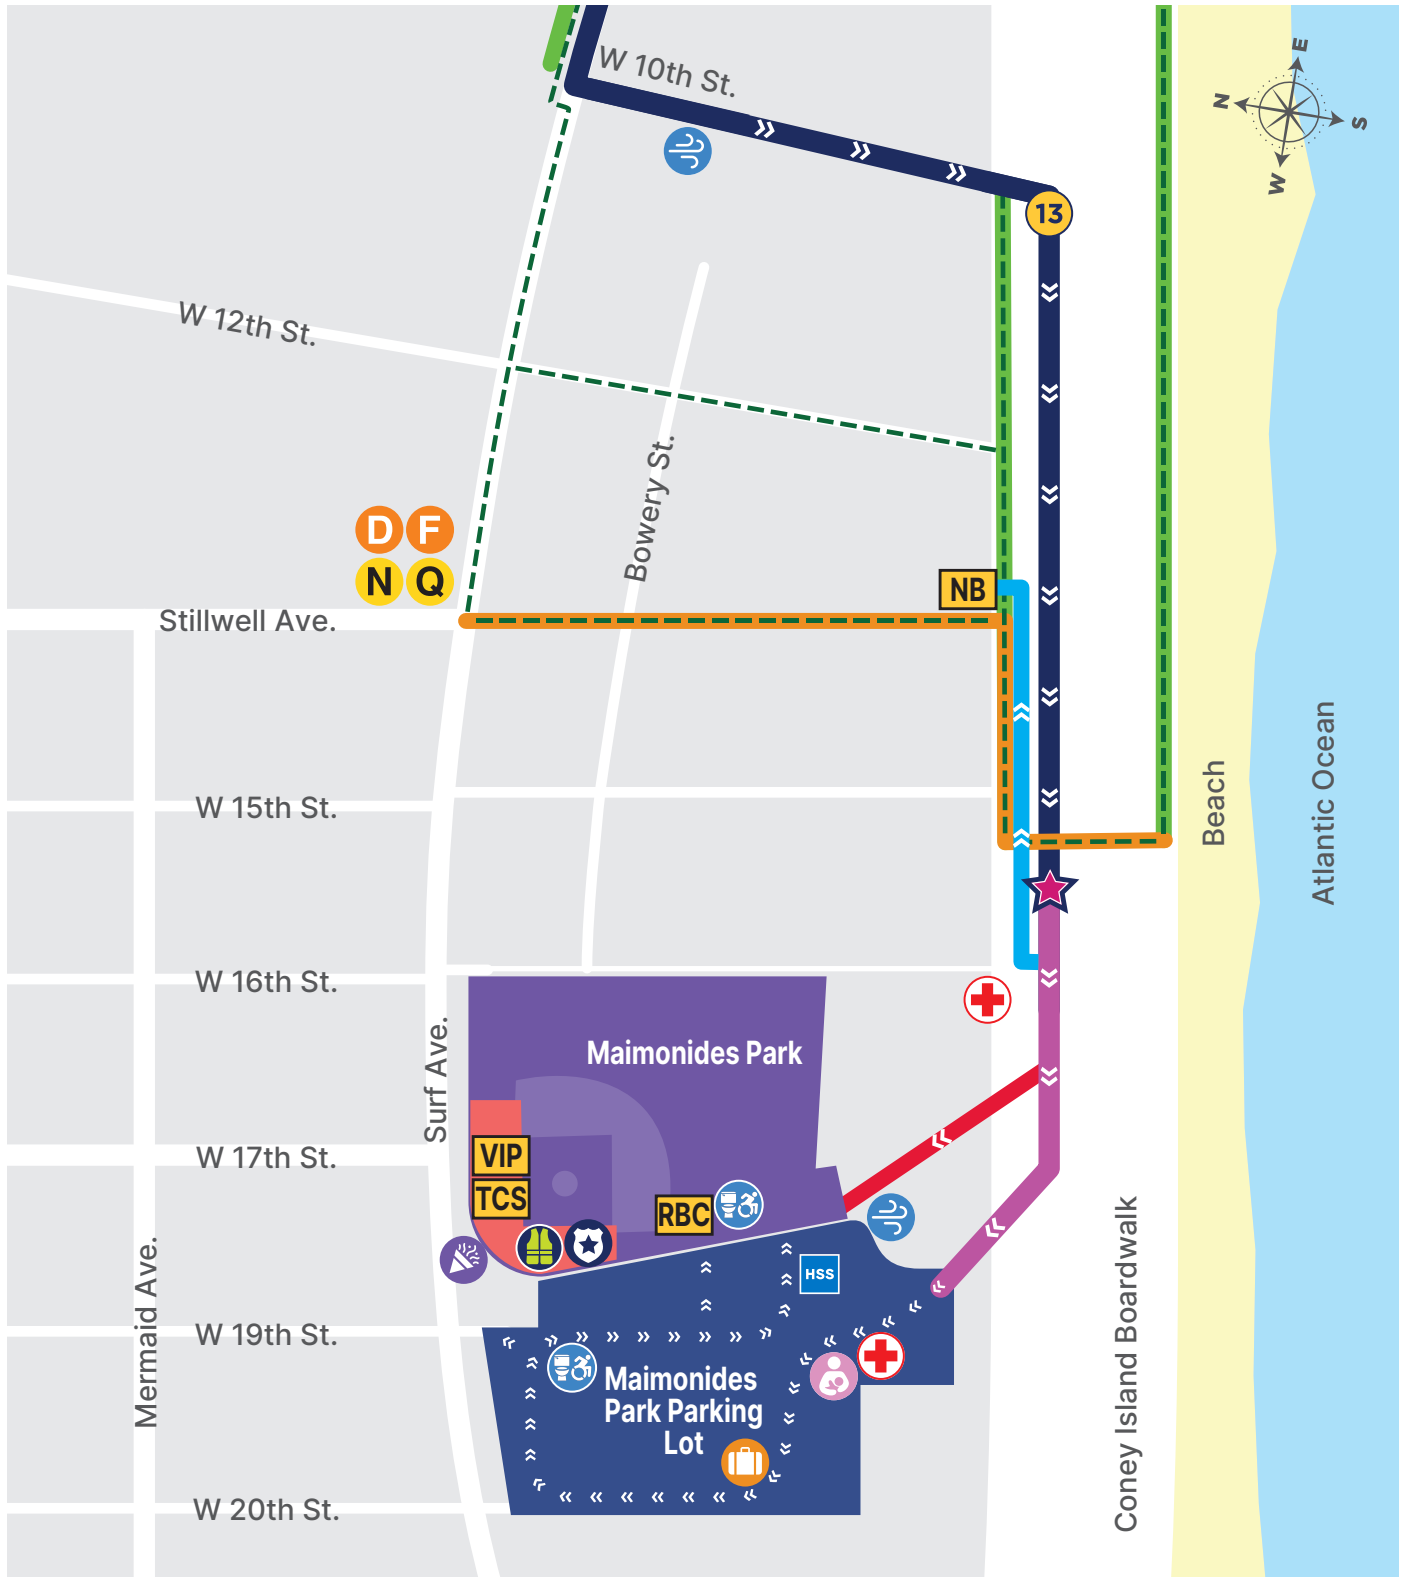 W 10th St.
E
N
S
W
13
W 12th St.
Bowery St.
D F
N Q
NB
Stillwell Ave.
Beach
Atlantic Ocean
W 15th St.
W 16th St.
Surf Ave.
Maimonides Park
W 17th St.
VIP
TCS
RBC
HSS
Mermaid Ave.
Coney Island Boardwalk
W 19th St.
Maimonides
Park Parking
Lot
W 20th St.